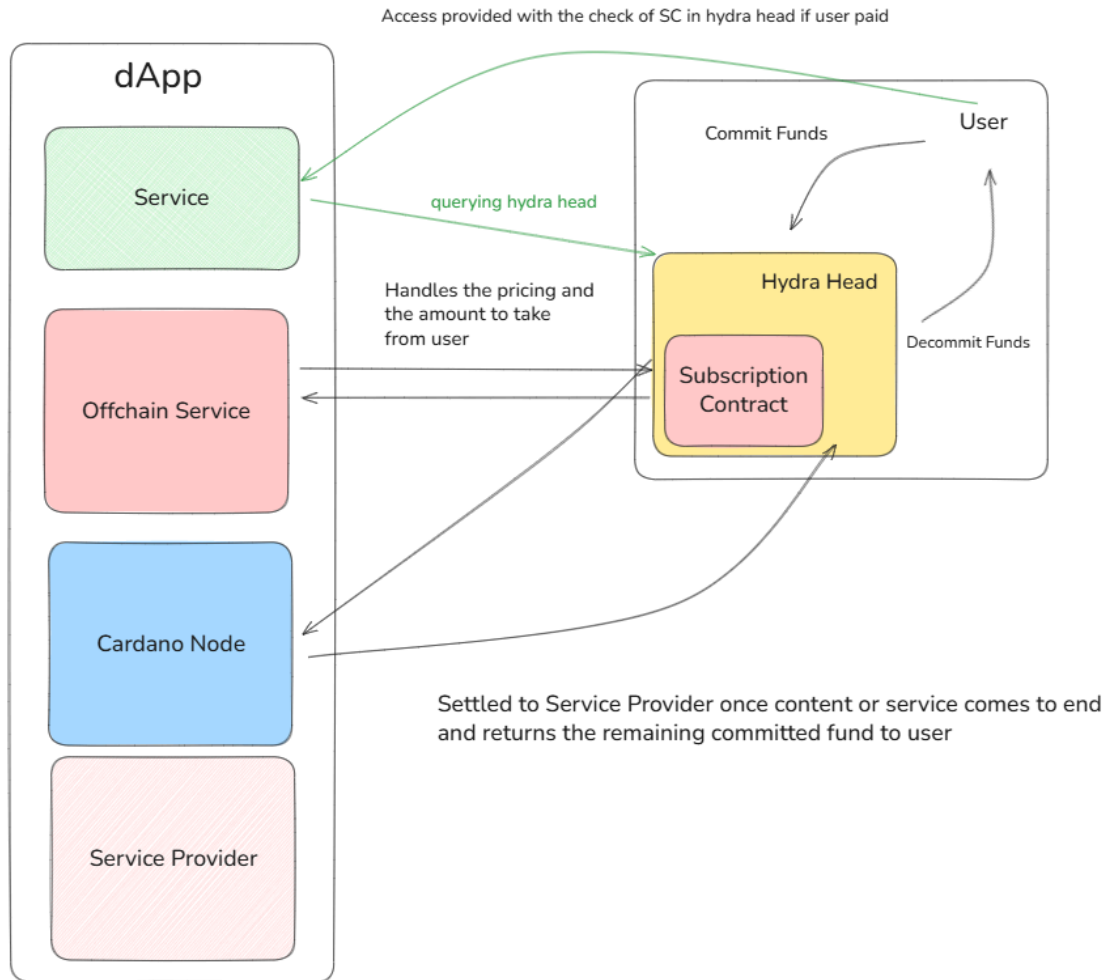 Access provided with the check of SC in hydra head if user paid
dApp
User
Commit Funds
Service
querying hydra head
Hydra Head
Handles the pricing and
the amount to take
from user
Decommit Funds
Subscription
Contract
Offchain Service
Cardano Node
Settled to Service Provider once content or service comes to end
and returns the remaining committed fund to user
Service Provider